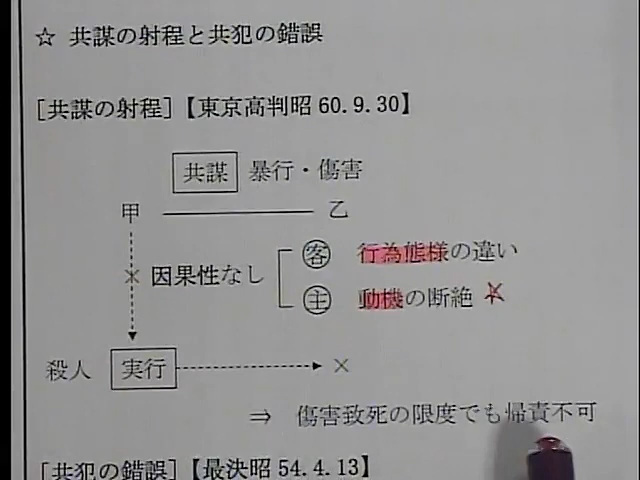 ☆ 共謀の射程と共犯の錯誤
[共謀の射程]【東京高判昭 60.9.30】
共謀 暴行・傷害
甲 乙
客 行為態様の違い
× 因果性なし
主 動機の断絶 ☆
殺人 実行 ×
⇒ 傷害致死の限度でも帰責不可
[共犯の錯誤]【最決昭 54.4.13】